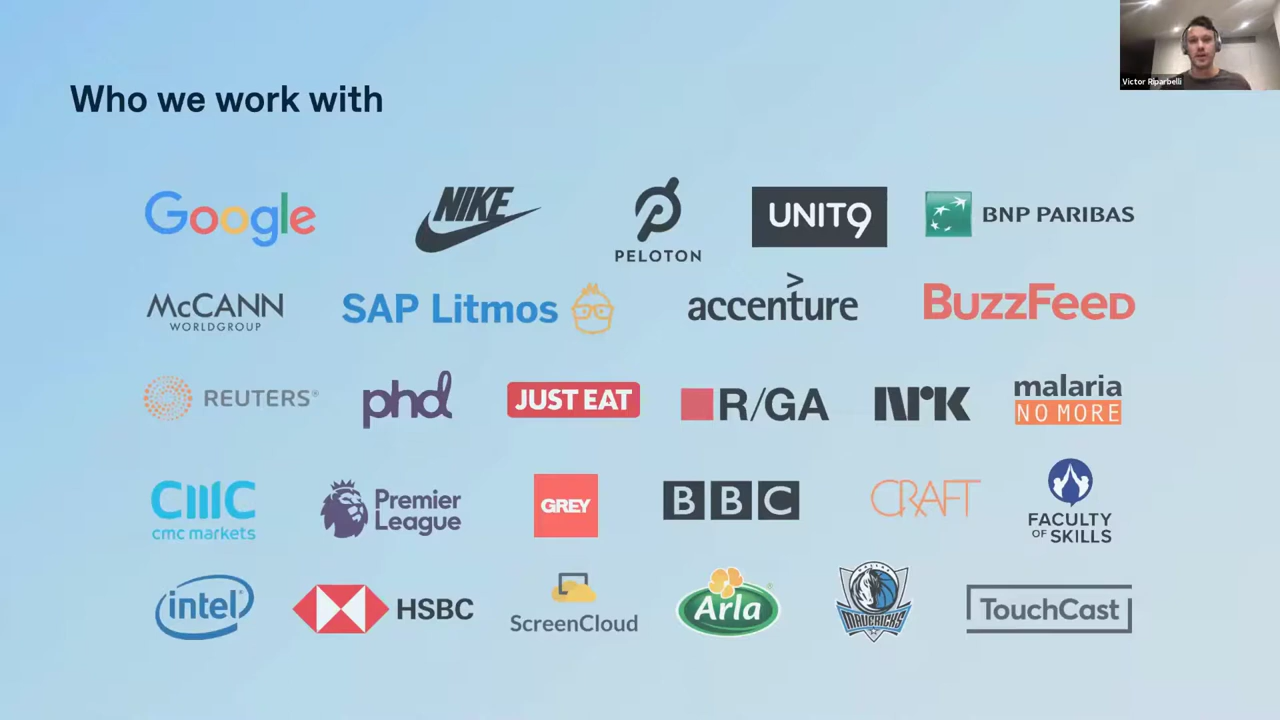 Victor Riparbelli
Who we work with
Google
NIKE
PELOTON
UNIT9
BNP PARIBAS
McCANN
WORLDGROUP
SAP Litmos
accenture
BUZZFEED
REUTERS®
phd
JUST EAT
R/GA
NRK
malaria
NO MORE
CMC
cmc markets
Premier
League
GREY
BBC
CRAFT
FACULTY
OF SKILLS
intel
HSBC
ScreenCloud
Arla
MAVERICKS
TouchCast